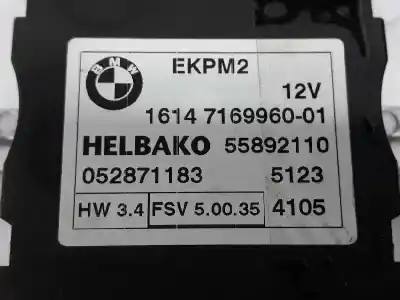 BMW
EKPM2
12V
1614 7169960-01
HELBAKO 55892110
052871183 5123
HW 3.4 FSV 5.00.35 4105